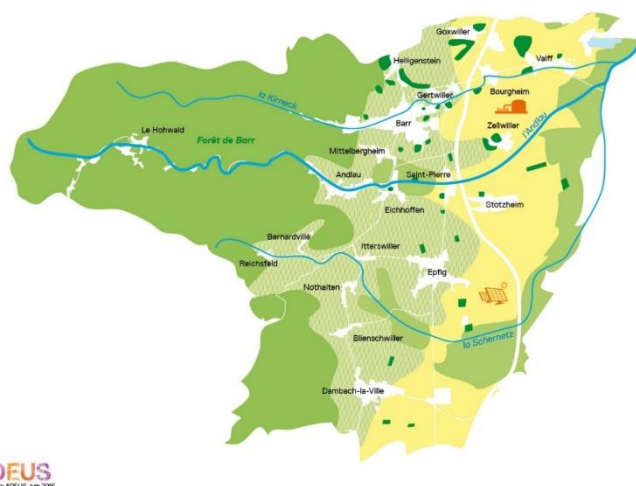 Goxwiller
Heiligenstein
Valff
la Kirneck
Gertwiller
Bourgheim
Barr
l'Andlau
Zellwiller
Le Hohwald
Forêt de Barr
Mittelbergheim
Andlau
Saint-Pierre
Eichhoffen
Stotzheim
Bernardvillé
Itterswiller
Reichsfeld
Epfig
Nothalten
la Schernetz
Blienschwiller
Dambach-la-Ville
DEUS